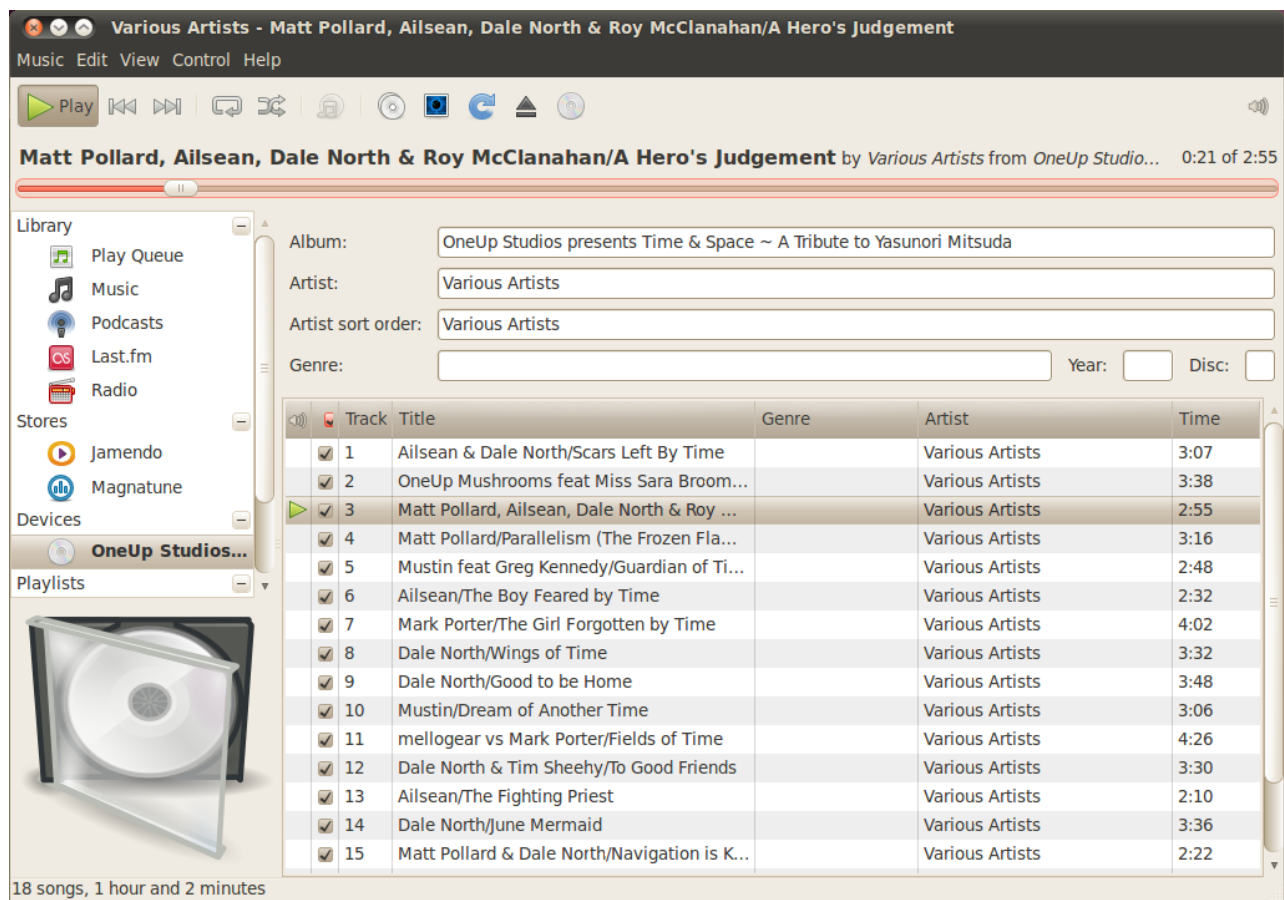 Various Artists - Matt Pollard, Ailsean, Dale North & Roy McClanahan/A Hero's Judgement
Music Edit View Control Help
Play
Matt Pollard, Ailsean, Dale North & Roy McClanahan/A Hero's Judgement by Various Artists from OneUp Studio... 0:21 of 2:55
Library
Play Queue
Music
Podcasts
Last.fm
Radio
Stores
Jamendo
Magnatune
Devices
OneUp Studios...
Playlists
Album: OneUp Studios presents Time & Space ~ A Tribute to Yasunori Mitsuda
Artist: Various Artists
Artist sort order: Various Artists
Genre: Year: Disc:
Track Title Genre Artist Time
1 Ailsean & Dale North/Scars Left By Time Various Artists 3:07
2 OneUp Mushrooms feat Miss Sara Broom... Various Artists 3:38
3 Matt Pollard, Ailsean, Dale North & Roy ... Various Artists 2:55
4 Matt Pollard/Parallelism (The Frozen Fla... Various Artists 3:16
5 Mustin feat Greg Kennedy/Guardian of Ti... Various Artists 2:48
6 Ailsean/The Boy Feared by Time Various Artists 2:32
7 Mark Porter/The Girl Forgotten by Time Various Artists 4:02
8 Dale North/Wings of Time Various Artists 3:32
9 Dale North/Good to be Home Various Artists 3:48
10 Mustin/Dream of Another Time Various Artists 3:06
11 mellogear vs Mark Porter/Fields of Time Various Artists 4:26
12 Dale North & Tim Sheehy/To Good Friends Various Artists 3:30
13 Ailsean/The Fighting Priest Various Artists 2:10
14 Dale North/June Mermaid Various Artists 3:36
15 Matt Pollard & Dale North/Navigation is K... Various Artists 2:22
18 songs, 1 hour and 2 minutes